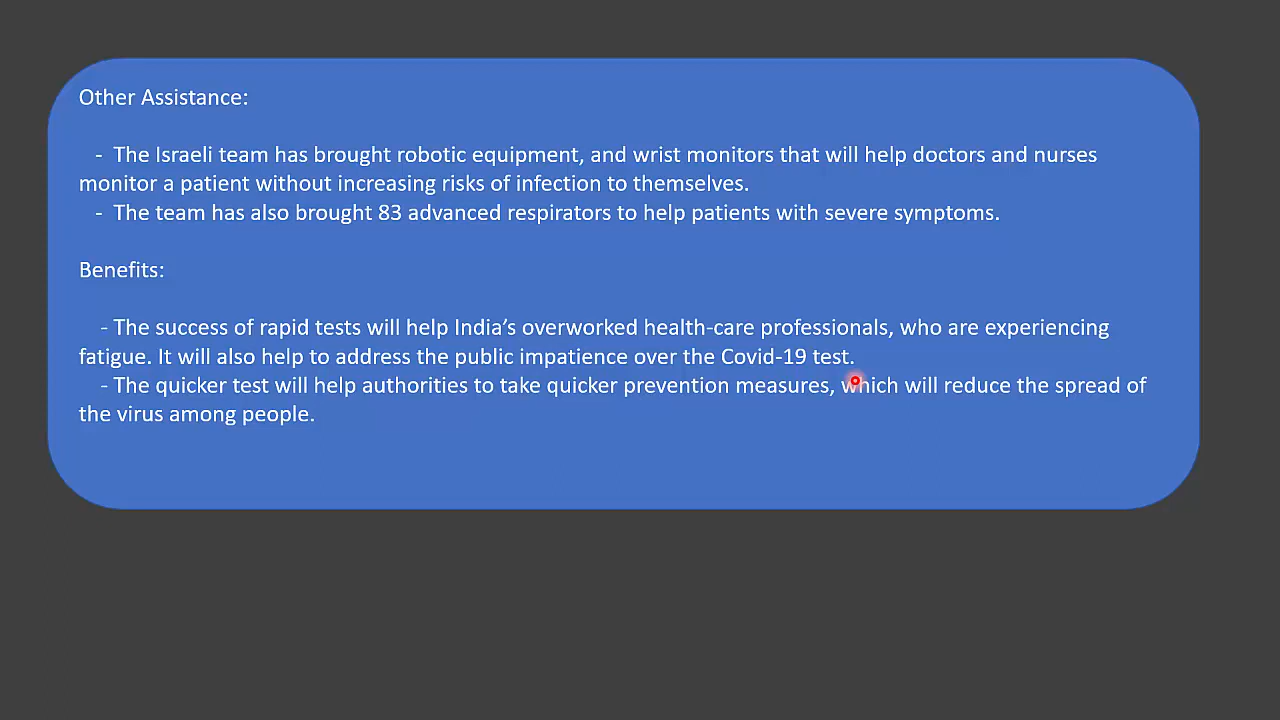 Other Assistance:
- The Israeli team has brought robotic equipment, and wrist monitors that will help doctors and nurses
monitor a patient without increasing risks of infection to themselves.
- The team has also brought 83 advanced respirators to help patients with severe symptoms.
Benefits:
- The success of rapid tests will help India’s overworked health-care professionals, who are experiencing
fatigue. It will also help to address the public impatience over the Covid-19 test.
- The quicker test will help authorities to take quicker prevention measures, which will reduce the spread of
the virus among people.